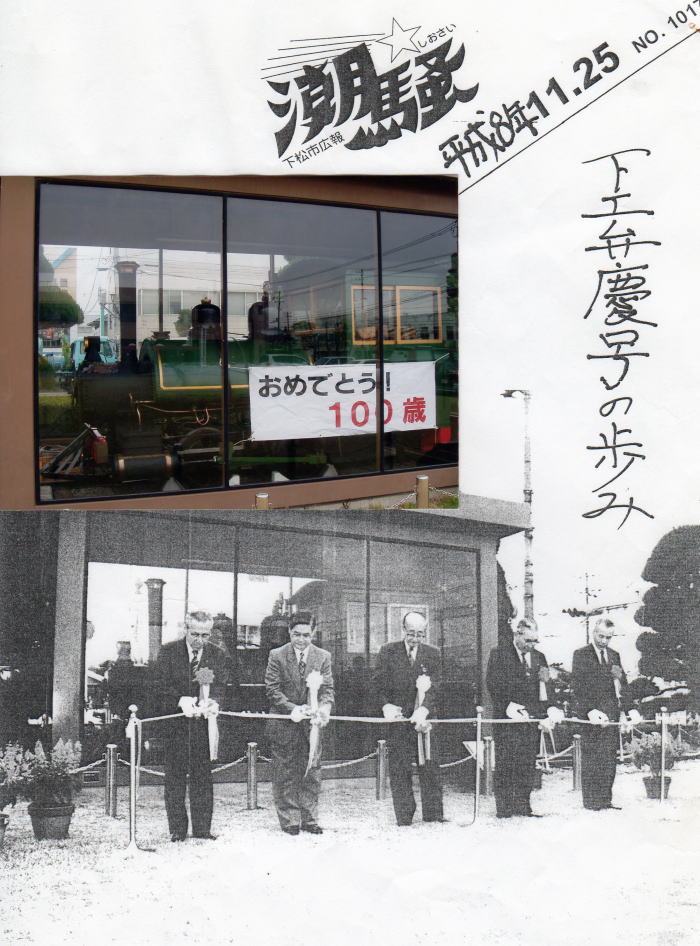 しおさい
潮騒
下松市広報
平成8年11.25
NO. 1017
下工弁慶号の歩み
おめでとう!
100歳